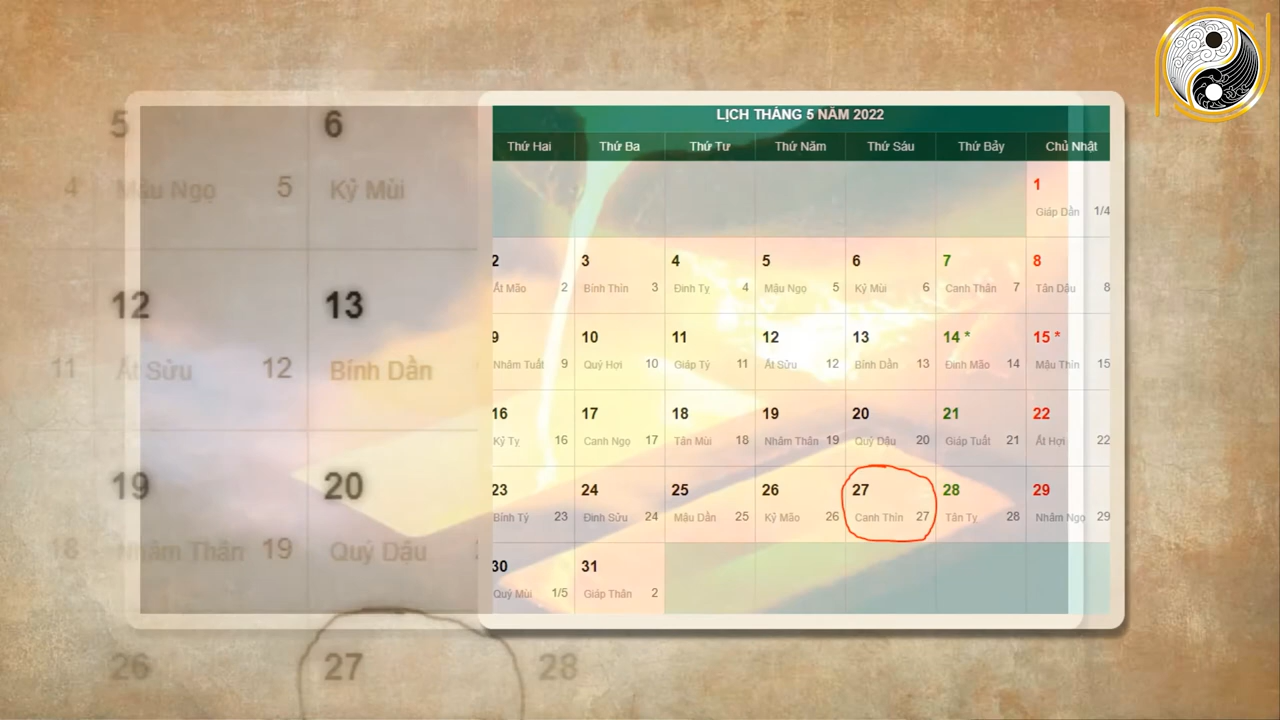 LỊCH THÁNG 5 NĂM 2022
Thứ Hai Thứ Ba Thứ Tư Thứ Năm Thứ Sáu Thứ Bảy Chủ Nhật
1
Giáp Dần 1/4
2 3 4 5 6 7 8
Ất Mão 2 Bính Thìn 3 Đinh Tỵ 4 Mậu Ngọ 5 Kỷ Mùi 6 Canh Thân 7 Tân Dậu 8
9 10 11 12 13 14 * 15 *
Nhâm Tuất 9 Quý Hợi 10 Giáp Tý 11 Ất Sửu 12 Bính Dần 13 Đinh Mão 14 Mậu Thìn 15
16 17 18 19 20 21 22
Kỷ Tỵ 16 Canh Ngọ 17 Tân Mùi 18 Nhâm Thân 19 Quý Dậu 20 Giáp Tuất 21 Ất Hợi 22
23 24 25 26 27 28 29
Bính Tý 23 Đinh Sửu 24 Mậu Dần 25 Kỷ Mão 26 Canh Thìn 27 Tân Tỵ 28 Nhâm Ngọ 29
30 31
Quý Mùi 1/5 Giáp Thân 2
5 6
4 Mậu Ngọ 5 Kỷ Mùi
12 13
11 Ất Sửu 12 Bính Dần
19 20
18 Nhâm Thân 19 Quý Dậu
26 27 28